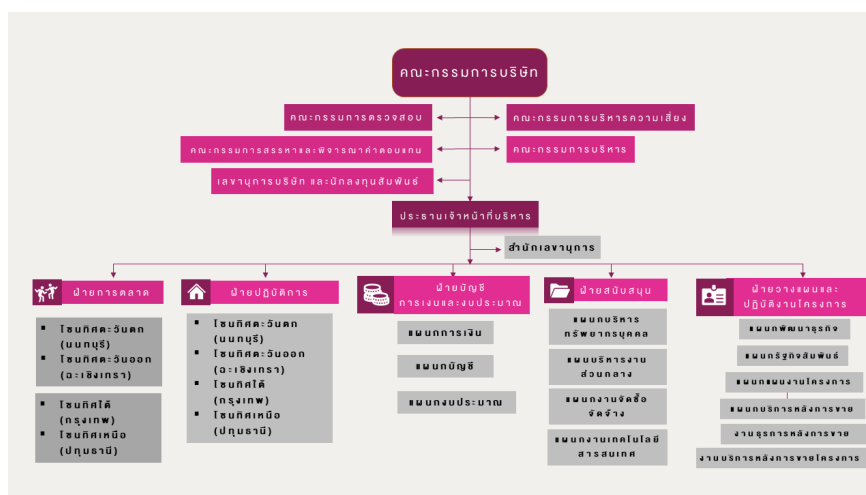 คณะกรรมการบริษัท
คณะกรรมการตรวจสอบ
คณะกรรมการบริหารความเสี่ยง
คณะกรรมการสรรหาและพิจารณาค่าตอบแทน
คณะกรรมการบริหาร
เลขานุการบริษัท และนักลงทุนสัมพันธ์
ประธานเจ้าหน้าที่บริหาร
สำนักเลขานุการ
ฝ่ายการตลาด
โซนทิศตะวันตก
(นนทบุรี)
โซนทิศตะวันออก
(ฉะเชิงเทรา)
โซนทิศใต้
(กรุงเทพ)
โซนทิศเหนือ
(ปทุมธานี)
ฝ่ายปฏิบัติการ
โซนทิศตะวันตก
(นนทบุรี)
โซนทิศตะวันออก
(ฉะเชิงเทรา)
โซนทิศใต้
(กรุงเทพ)
โซนทิศเหนือ
(ปทุมธานี)
ฝ่ายบัญชี
การเงินและงบประมาณ
แผนกการเงิน
แผนกบัญชี
แผนกงบประมาณ
ฝ่ายสนับสนุน
แผนกบริหาร
ทรัพยากรบุคคล
แผนบริหารงาน
ส่วนกลาง
แผนกงานจัดซื้อ
จัดจ้าง
แผนกงานเทคโนโลยี
สารสนเทศ
ฝ่ายวางแผนและ
ปฏิบัติงานโครงการ
แผนกพัฒนาธุรกิจ
แผนกรัฐกิจสัมพันธ์
แผนกแผนงานโครงการ
แผนกบริการหลังการขาย
งานธุรการหลังการขาย
งานบริการหลังการขายโครงการ